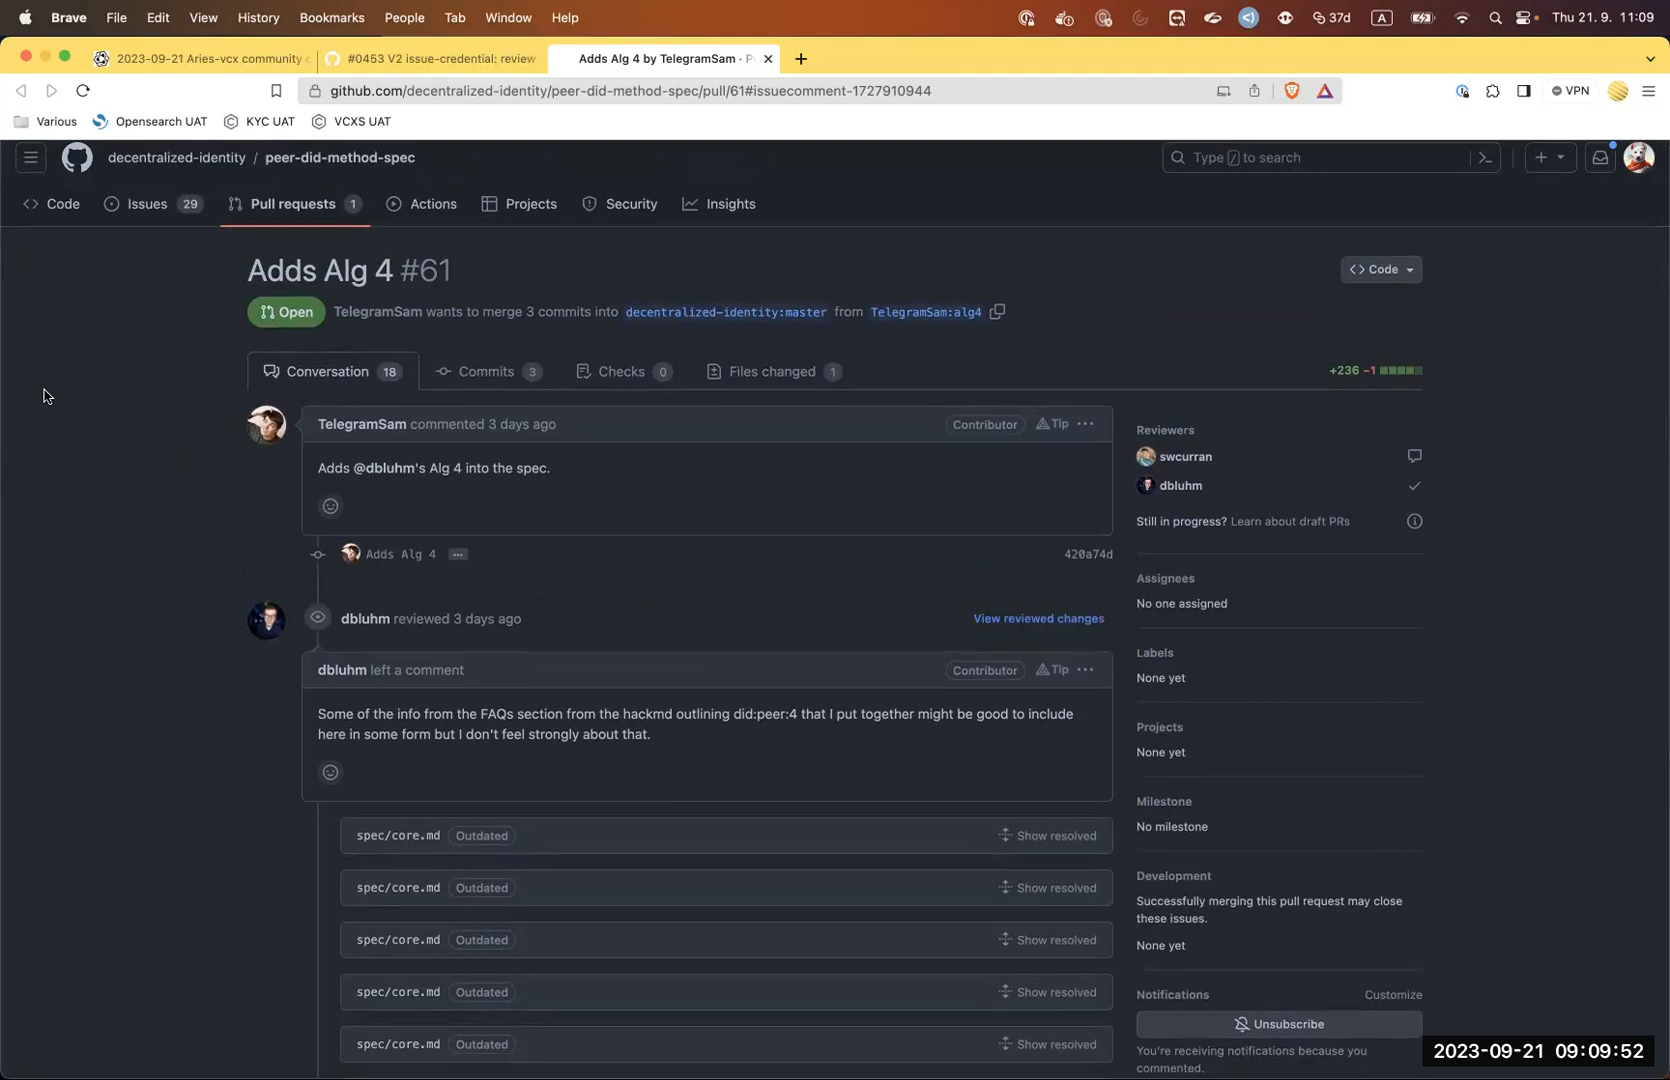 Brave File Edit View History Bookmarks People Tab Window Help 37d A Thu 21. 9. 11:09
2023-09-21 Aries-vcx community #0453 V2 issue-credential: review Adds Alg 4 by TelegramSam · P
github.com/decentralized-identity/peer-did-method-spec/pull/61#issuecomment-1727910944 VPN
Various Opensearch UAT KYC UAT VCXS UAT
decentralized-identity / peer-did-method-spec Type / to search
Code Issues 29 Pull requests 1 Actions Projects Security Insights
Adds Alg 4 #61 Code
Open TelegramSam wants to merge 3 commits into decentralized-identity:master from TelegramSam:alg4
Conversation 18 Commits 3 Checks 0 Files changed 1 +236 −1
TelegramSam commented 3 days ago Contributor Tip ···
Adds @dbluhm's Alg 4 into the spec.
Adds Alg 4 ··· 420a74d
dbluhm reviewed 3 days ago View reviewed changes
dbluhm left a comment Contributor Tip ···
Some of the info from the FAQs section from the hackmd outlining did:peer:4 that I put together might be good to include
here in some form but I don't feel strongly about that.
spec/core.md Outdated Show resolved
spec/core.md Outdated Show resolved
spec/core.md Outdated Show resolved
spec/core.md Outdated Show resolved
spec/core.md Outdated Show resolved
Reviewers
swcurran
dbluhm
Still in progress? Learn about draft PRs
Assignees
No one assigned
Labels
None yet
Projects
None yet
Milestone
No milestone
Development
Successfully merging this pull request may close
these issues.
None yet
Notifications Customize
Unsubscribe
You're receiving notifications because you
commented.
2023-09-21 09:09:52